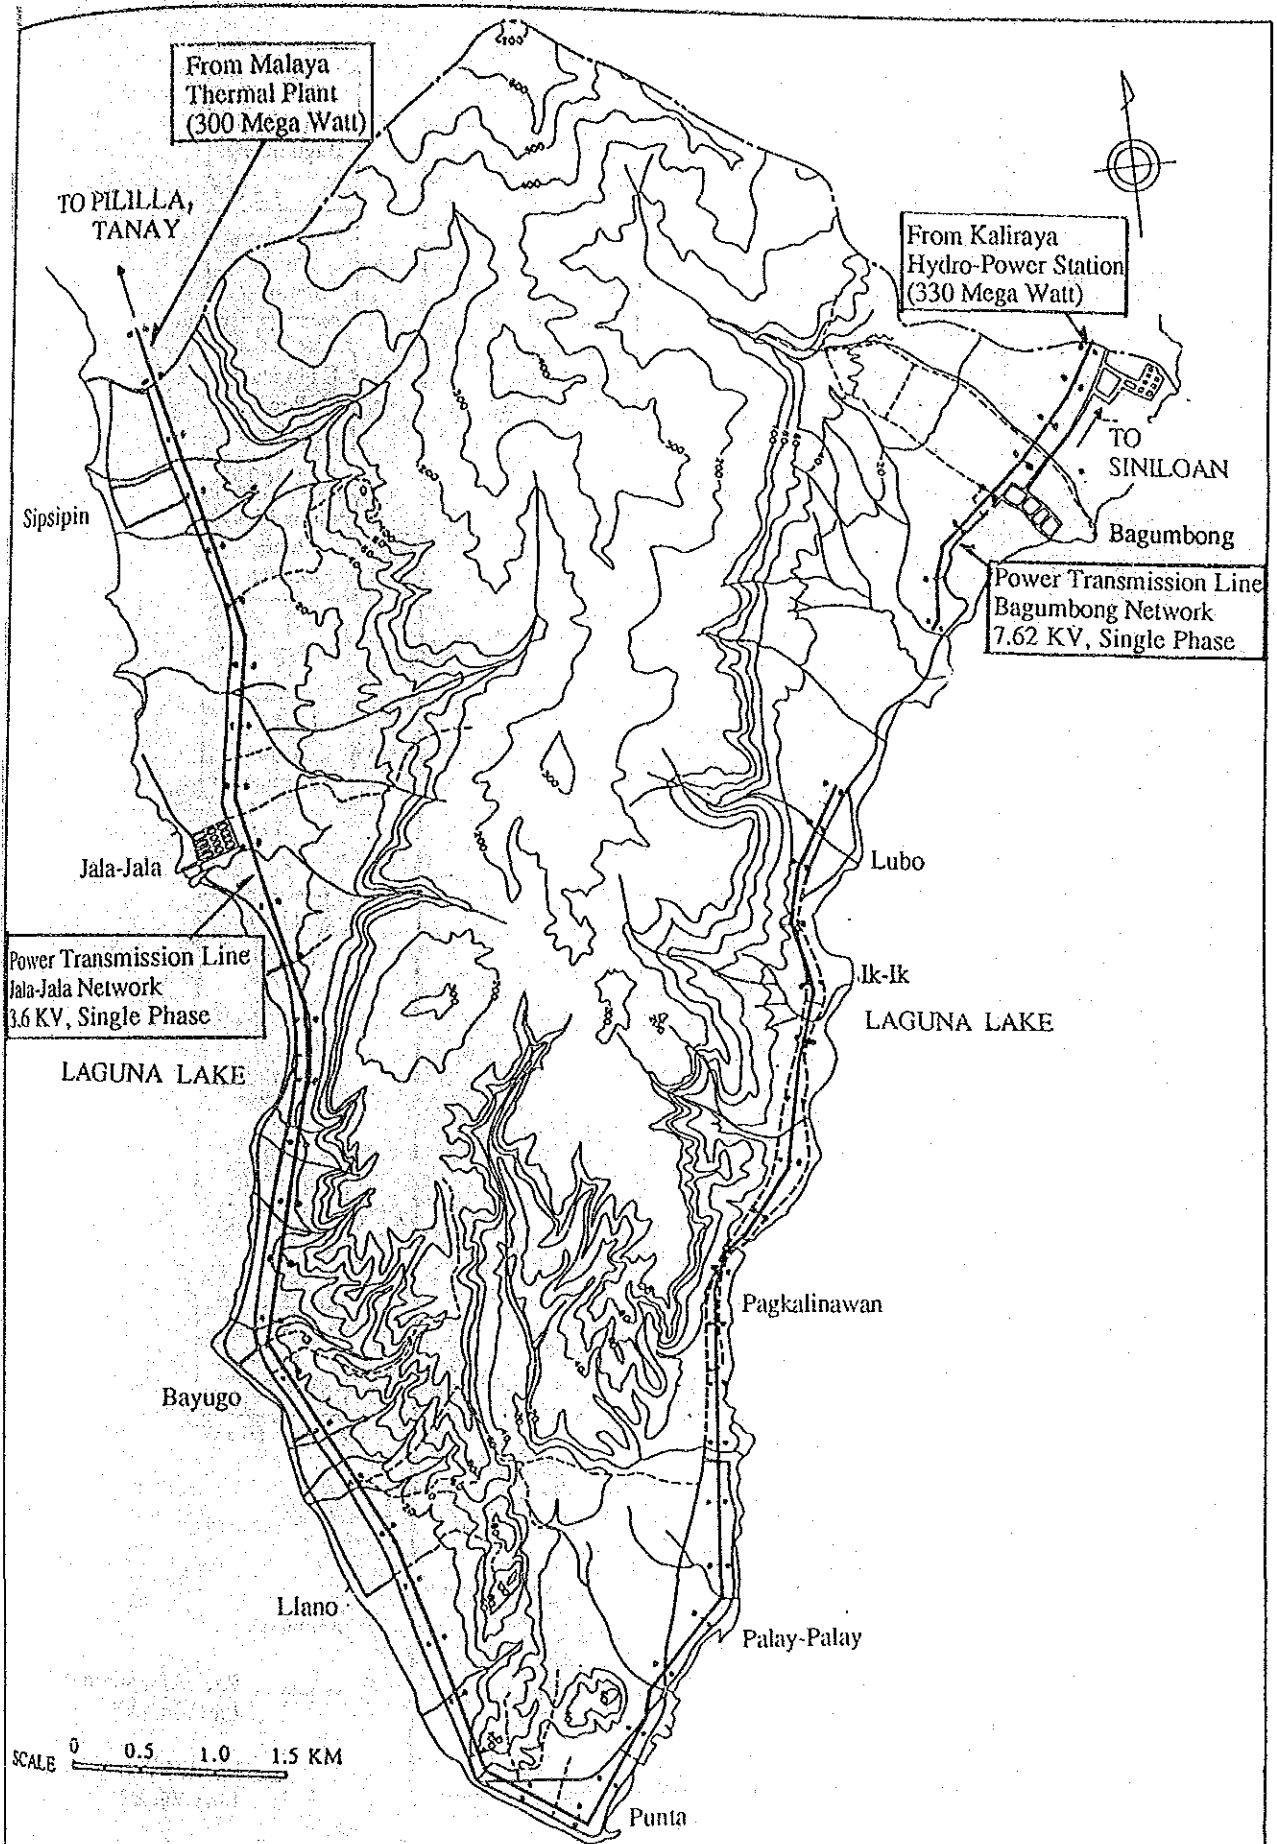 From Malaya
Thermal Plant
(300 Mega Watt)
TO PILILLA,
TANAY
From Kaliraya
Hydro-Power Station
(330 Mega Watt)
TO
SINILOAN
Sipsipin
Bagumbong
Power Transmission Line
Bagumbong Network
7.62 KV, Single Phase
Jala-Jala
Lubo
Power Transmission Line
Jala-Jala Network
3.6 KV, Single Phase
Ik-Ik
LAGUNA LAKE
LAGUNA LAKE
Pagkalinawan
Bayugo
Llano
Palay-Palay
SCALE 0 0.5 1.0 1.5 KM
Punta